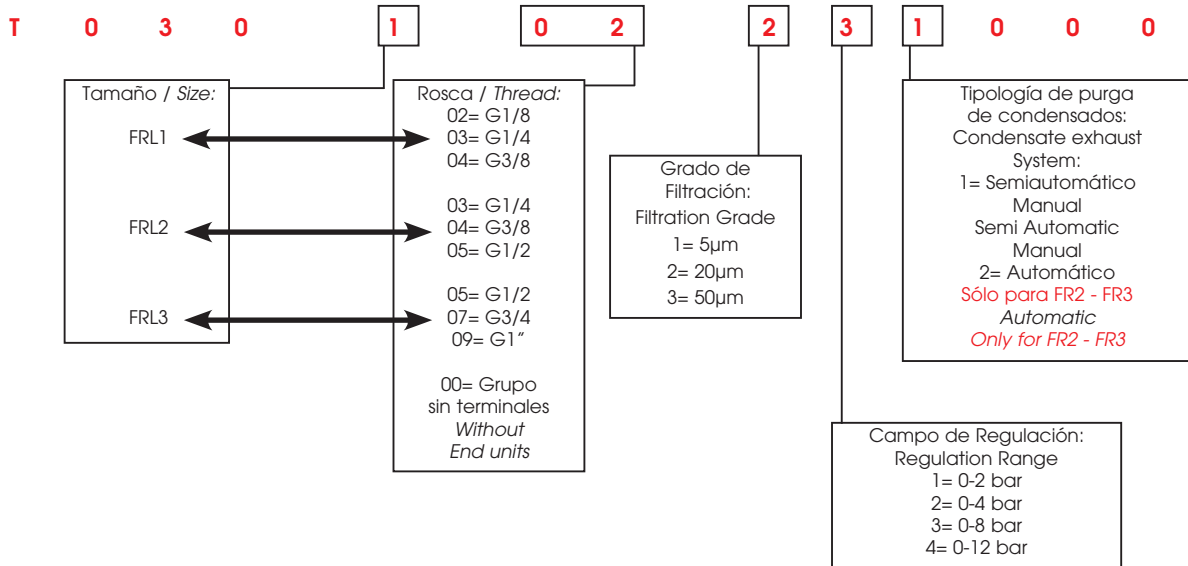 T 0 3 0 1 0 2 2 3 1 0 0 0
Tamaño / Size:
FRL1
FRL2
FRL3
Rosca / Thread:
02= G1/8
03= G1/4
04= G3/8
03= G1/4
04= G3/8
05= G1/2
05= G1/2
07= G3/4
09= G1”
00= Grupo
sin terminales
Without
End units
Grado de
Filtración:
Filtration Grade
1= 5µm
2= 20µm
3= 50µm
Tipología de purga
de condensados:
Condensate exhaust
System:
1= Semiautomático
Manual
Semi Automatic
Manual
2= Automático
Sólo para FR2 - FR3
Automatic
Only for FR2 - FR3
Campo de Regulación:
Regulation Range
1= 0-2 bar
2= 0-4 bar
3= 0-8 bar
4= 0-12 bar